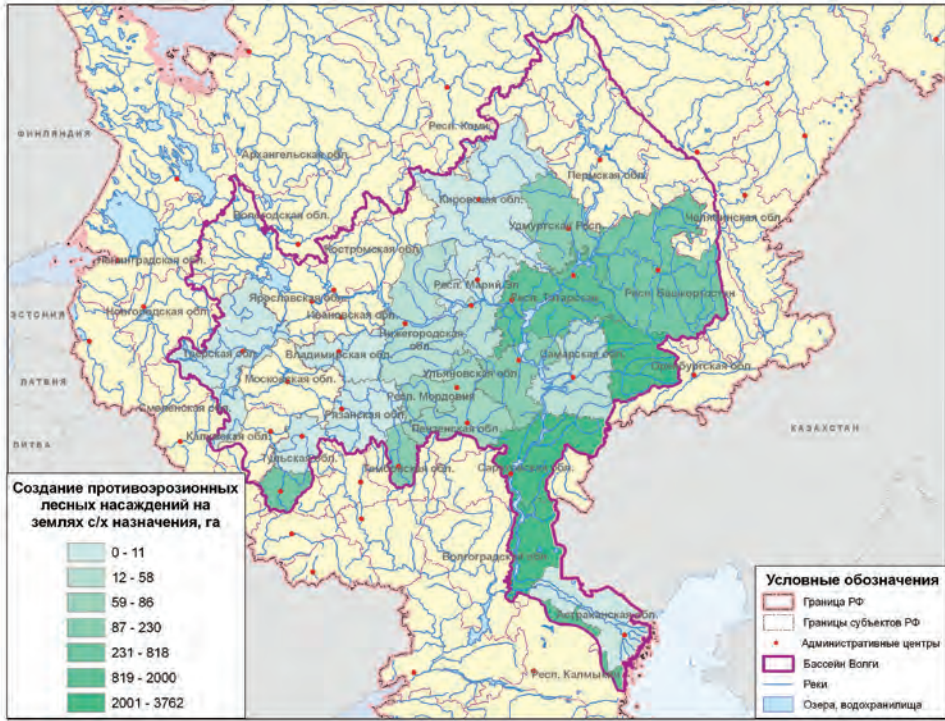 ФИНЛЯНДИЯ
Респ. Коми
Архангельская обл.
Пермская обл.
Кировская обл.
Челябинская обл.
Вологодская обл.
Удмуртская Респ.
Костромская обл.
Ленинградская обл.
Респ. Марий Эл
Респ. Татарстан
Респ. Башкортостан
Ярославская обл.
Новгородская обл.
Ивановская обл.
ЭСТОНИЯ
Нижегородская обл.
Тверская обл.
Владимирская обл.
Самарская обл.
Оренбургская обл.
Ульяновская обл.
Московская обл.
ЛАТВИЯ
Респ. Мордовия
Смоленская обл.
Рязанская обл.
Пензенская обл.
КАЗАХСТАН
Калужская обл.
ЛИТВА
Тульская обл.
Тамбовская обл.
Саратовская обл.
Волгоградская обл.
Астраханская обл.
Респ. Калмыкия
Создание противоэрозионных
лесных насаждений на
землях с/х назначения, га
0 - 11
12 - 58
59 - 86
87 - 230
231 - 818
819 - 2000
2001 - 3762
Условные обозначения
Граница РФ
Границы субъектов РФ
Административные центры
Бассейн Волги
Реки
Озера, водохранилища